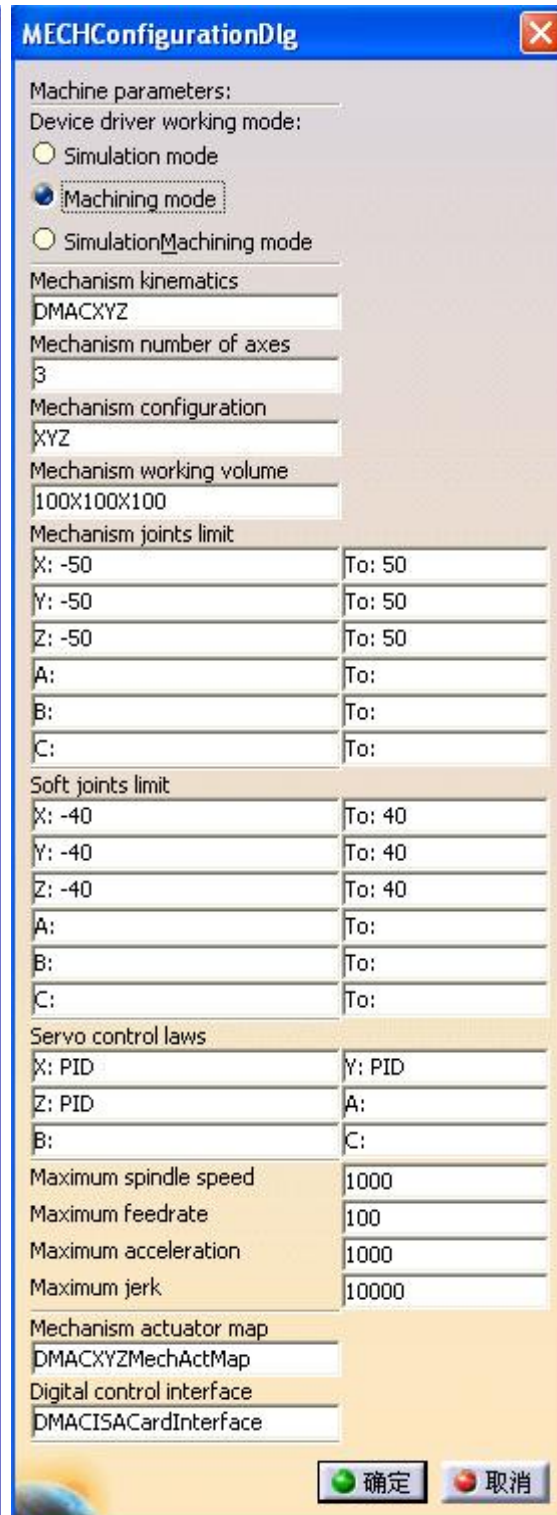 MECHConfigurationDlg
Machine parameters:
Device driver working mode:
Simulation mode
Machining mode
SimulationMachining mode
Mechanism kinematics
DMACXYZ
Mechanism number of axes
3
Mechanism configuration
XYZ
Mechanism working volume
100X100X100
Mechanism joints limit
X: -50 To: 50
Y: -50 To: 50
Z: -50 To: 50
A: To:
B: To:
C: To:
Soft joints limit
X: -40 To: 40
Y: -40 To: 40
Z: -40 To: 40
A: To:
B: To:
C: To:
Servo control laws
X: PID Y: PID
Z: PID A:
B: C:
Maximum spindle speed 1000
Maximum feedrate 100
Maximum acceleration 1000
Maximum jerk 10000
Mechanism actuator map
DMACXYZMechActMap
Digital control interface
DMACISACardInterface
确定 取消